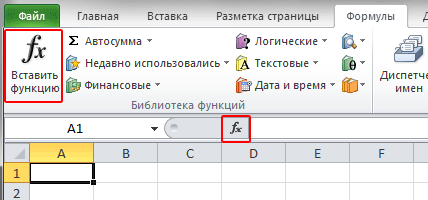 Файл Главная Вставка Разметка страницы Формулы
fx Вставить функцию
Σ Автосумма
Недавно использовались
Финансовые
Логические
А Текстовые
Дата и время
Диспетче
имен
Библиотека функций
A1 fx
A B C D E F
1
2